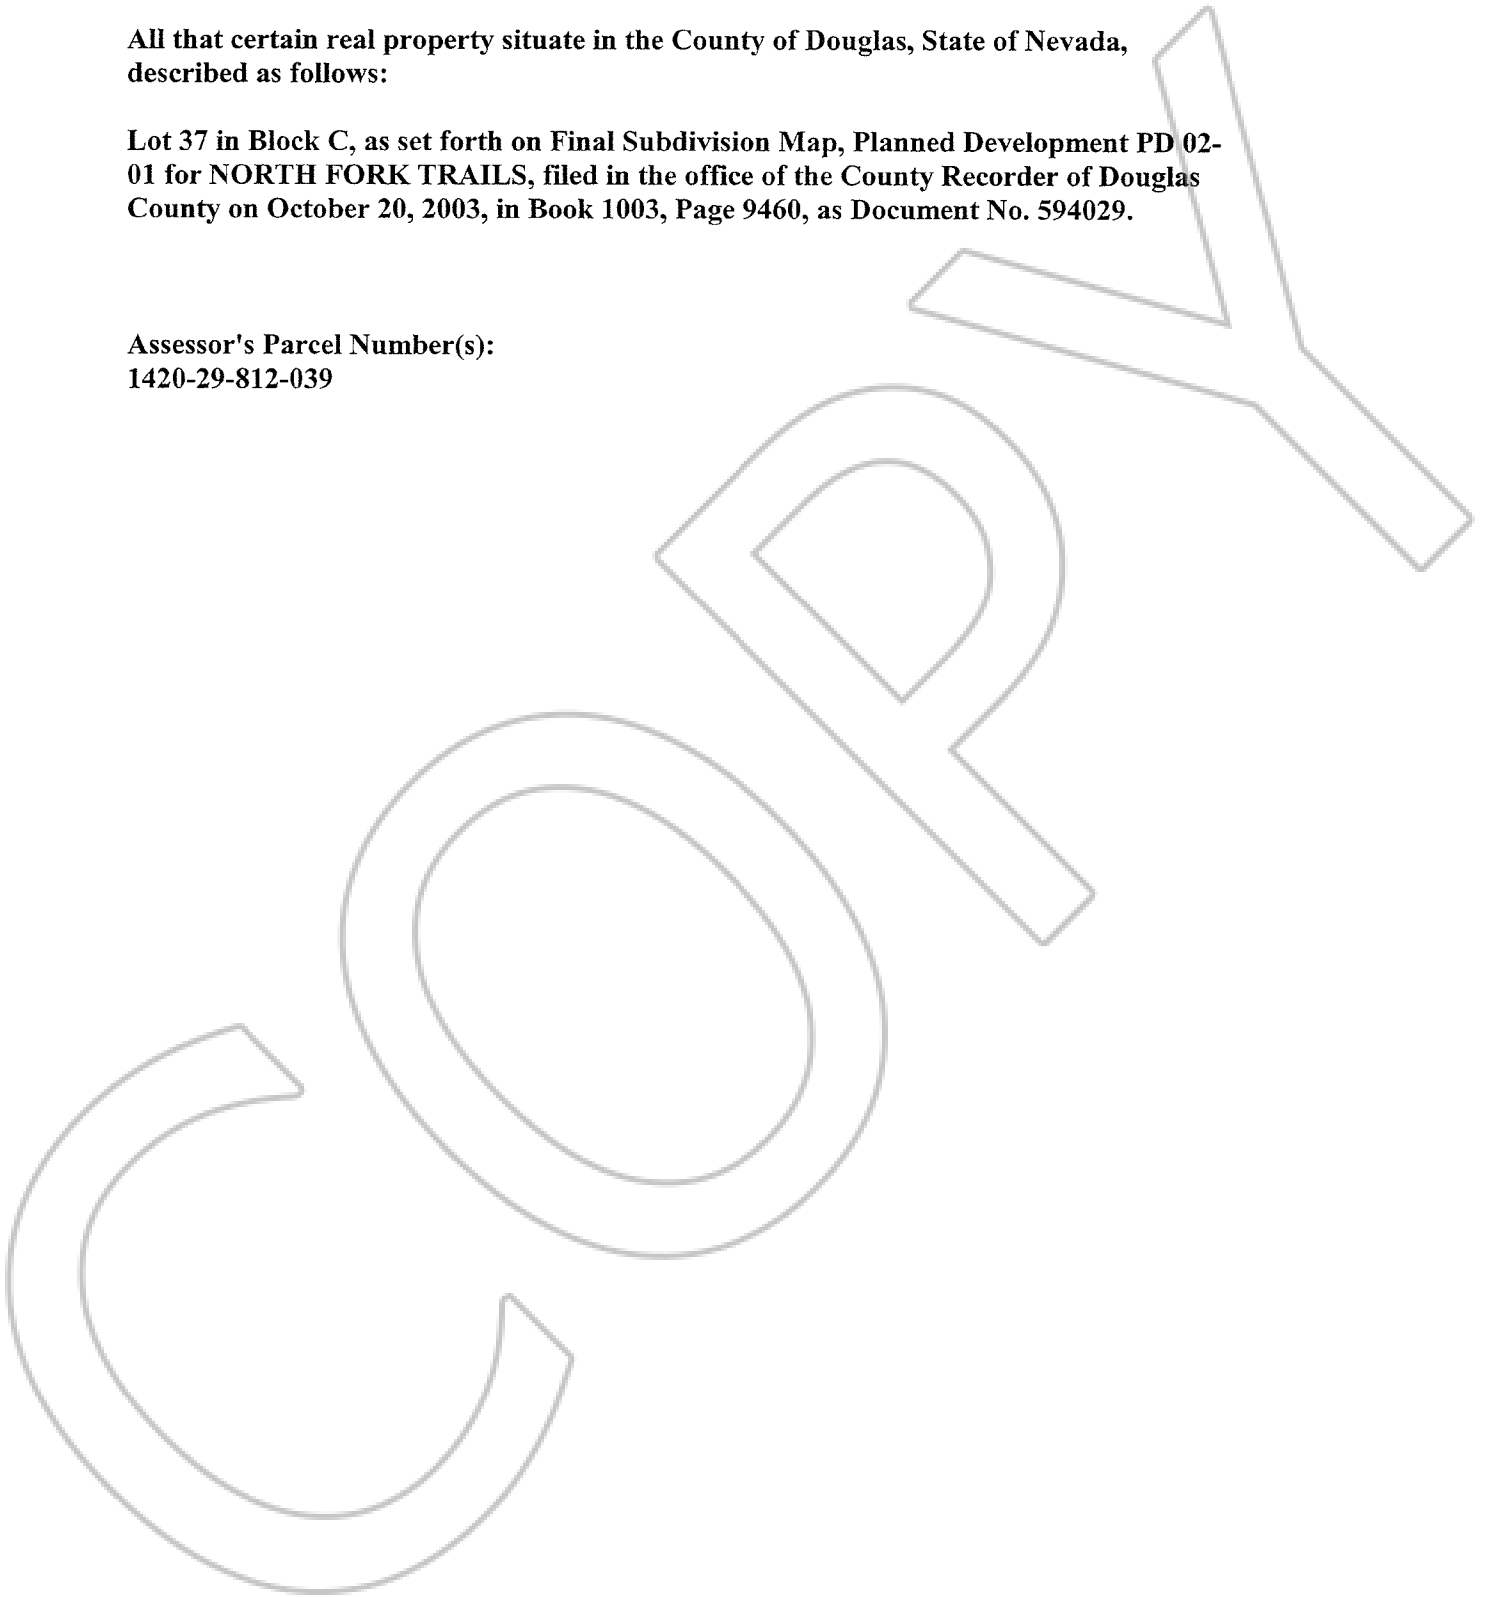 All that certain real property situate in the County of Douglas, State of Nevada,
described as follows:
Lot 37 in Block C, as set forth on Final Subdivision Map, Planned Development PD 02-
01 for NORTH FORK TRAILS, filed in the office of the County Recorder of Douglas
County on October 20, 2003, in Book 1003, Page 9460, as Document No. 594029.
Assessor's Parcel Number(s):
1420-29-812-039
COPY